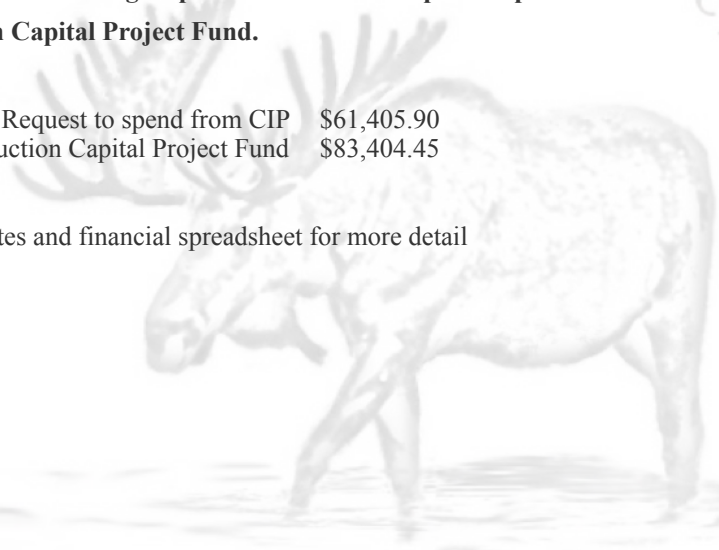 Capital Project Fund.
Request to spend from CIP $61,405.90
uction Capital Project Fund $83,404.45
tes and financial spreadsheet for more detail